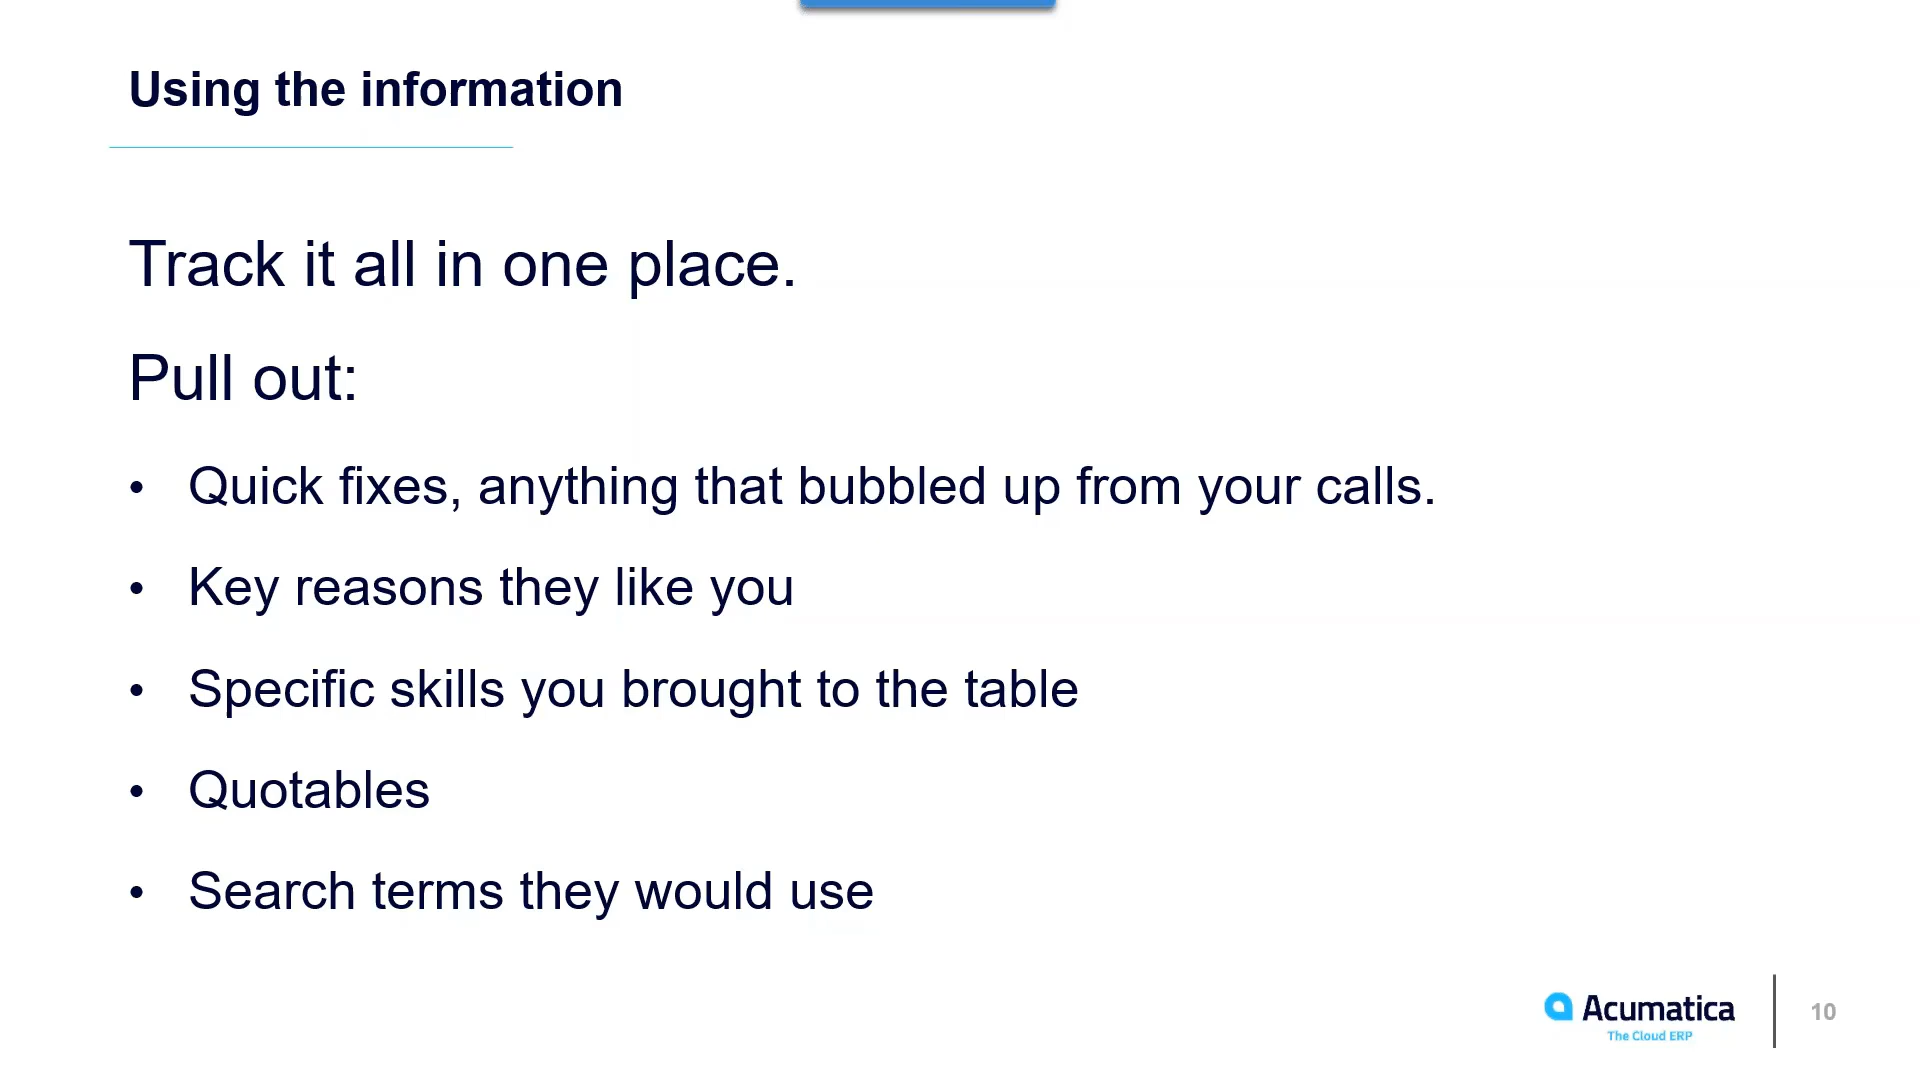 Using the information
Track it all in one place.
Pull out:
• Quick fixes, anything that bubbled up from your calls.
• Key reasons they like you
• Specific skills you brought to the table
• Quotables
• Search terms they would use
Acumatica
The Cloud ERP
10